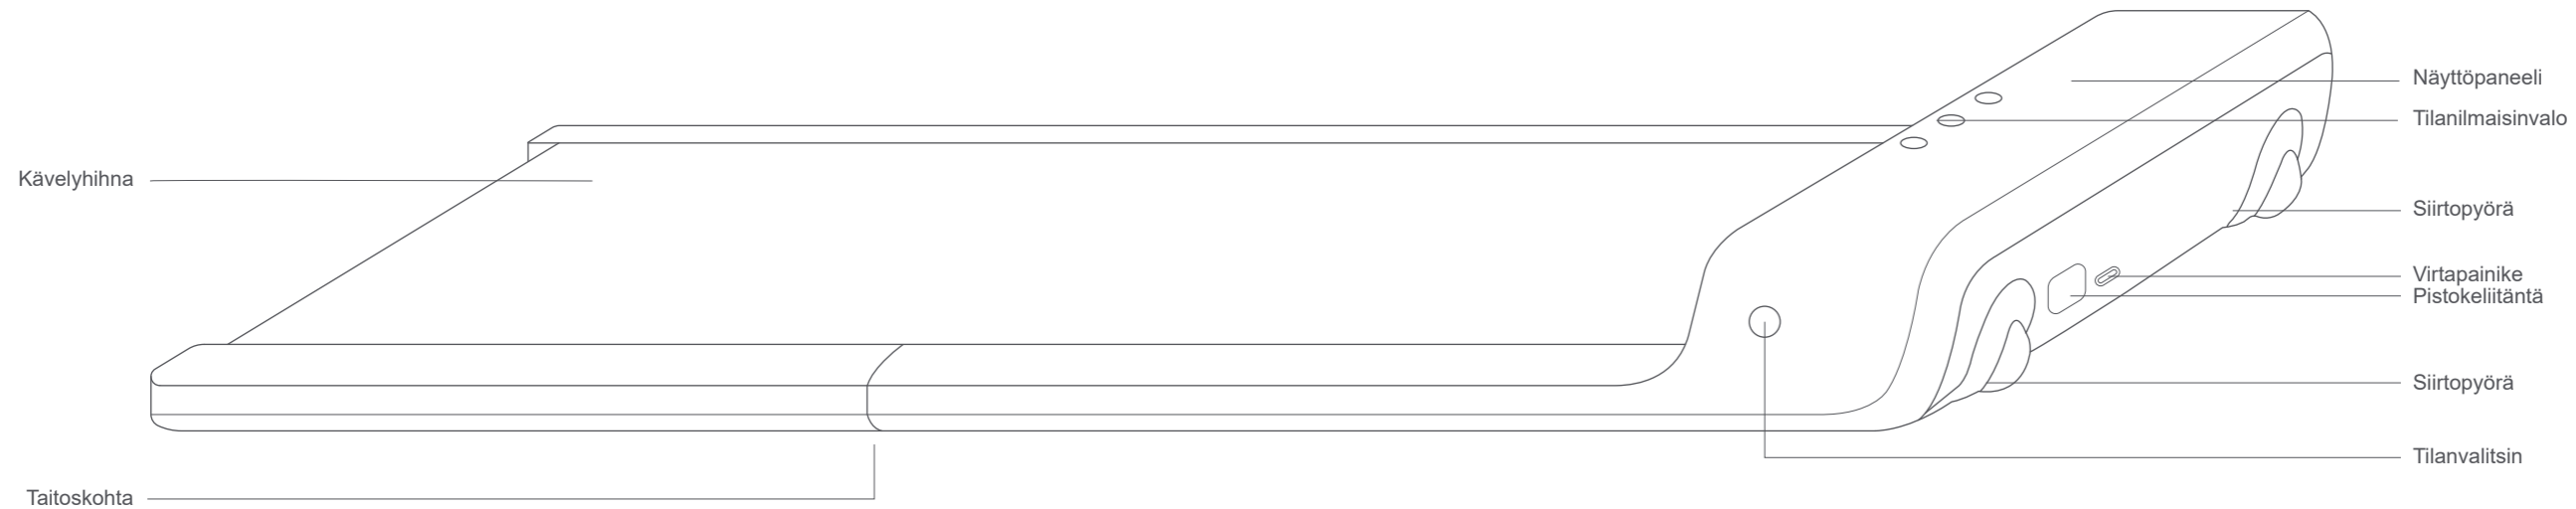 Kävelyhihna
Taitoskohta
Näyttöpaneeli
Tilanilmaisinvalo
Siirtopyörä
Virtapainike
Pistokeliitäntä
Siirtopyörä
Tilanvalitsin